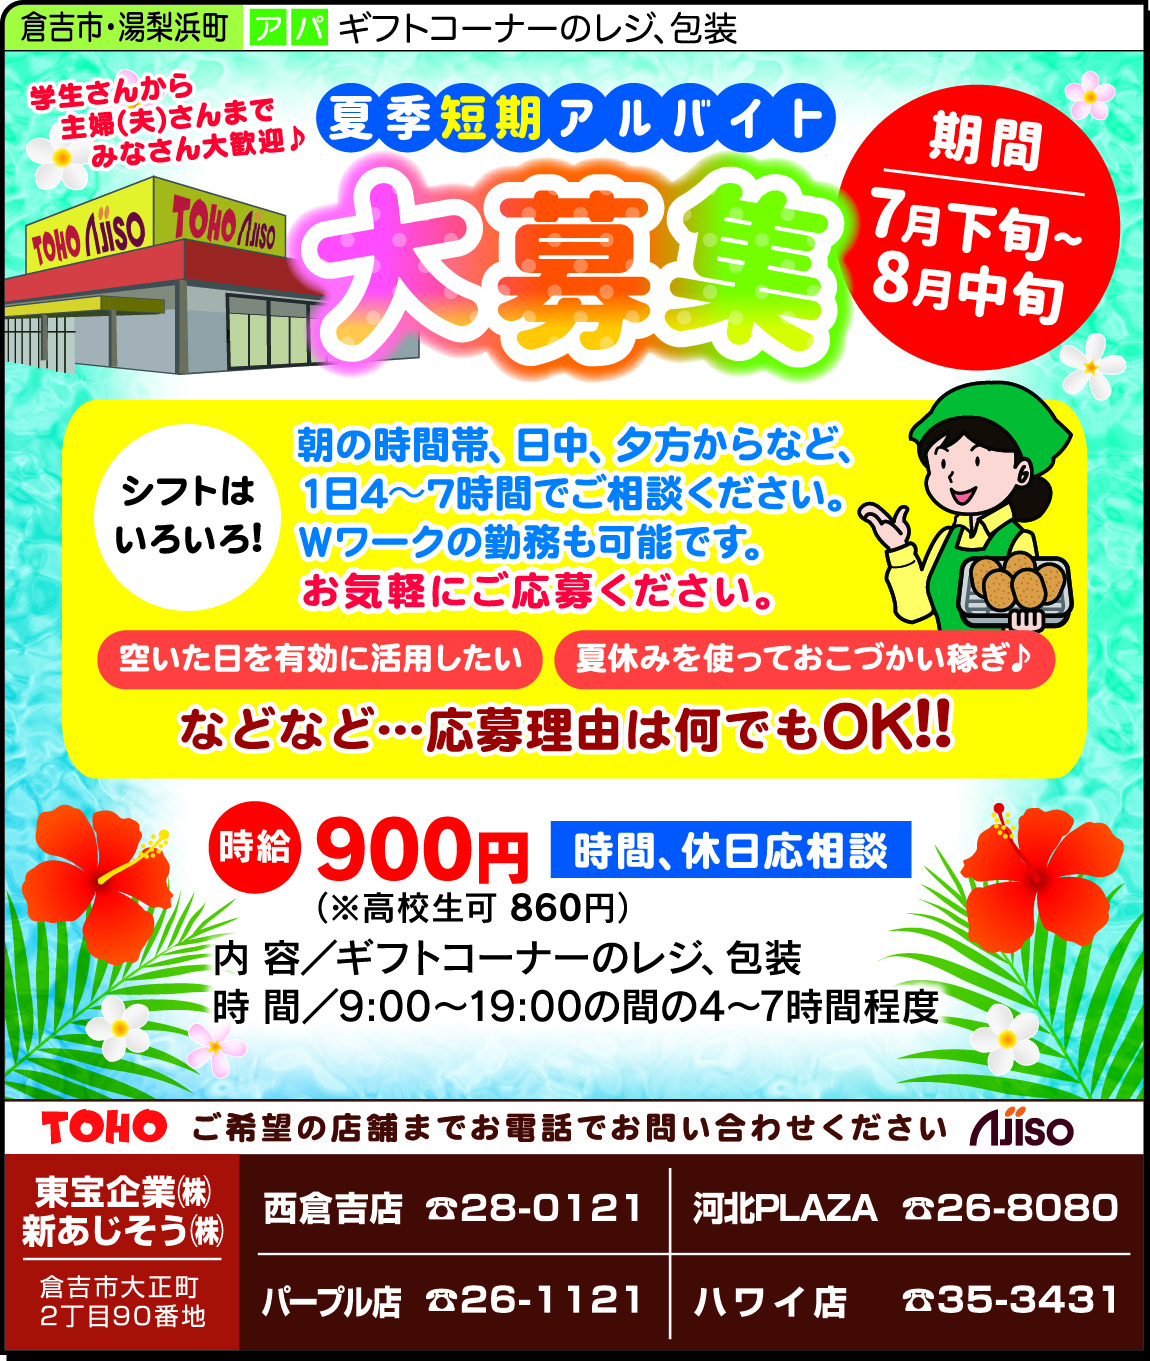 倉吉市・湯梨浜町 ア パ ギフトコーナーのレジ、包装
学生さんから
主婦(夫)さんまで
みなさん大歓迎♪
夏季短期アルバイト
大募集
期間
7月下旬~
8月中旬
TOHO Ajiso TOHO Ajiso
シフトは
いろいろ!
朝の時間帯、日中、夕方からなど、
1日4〜7時間でご相談ください。
Wワークの勤務も可能です。
お気軽にご応募ください。
空いた日を有効に活用したい
夏休みを使っておこづかい稼ぎ♪
などなど…応募理由は何でもOK!!
時給 900円 時間、休日応相談
(※高校生可 860円)
内 容／ギフトコーナーのレジ、包装
時 間／9:00〜19:00の間の4〜7時間程度
TOHO ご希望の店舗までお電話でお問い合わせください Ajiso
東宝企業㈱
新あじそう㈱
倉吉市大正町
2丁目90番地
西倉吉店 ☎28-0121
河北PLAZA ☎26-8080
パープル店 ☎26-1121
ハワイ店 ☎35-3431